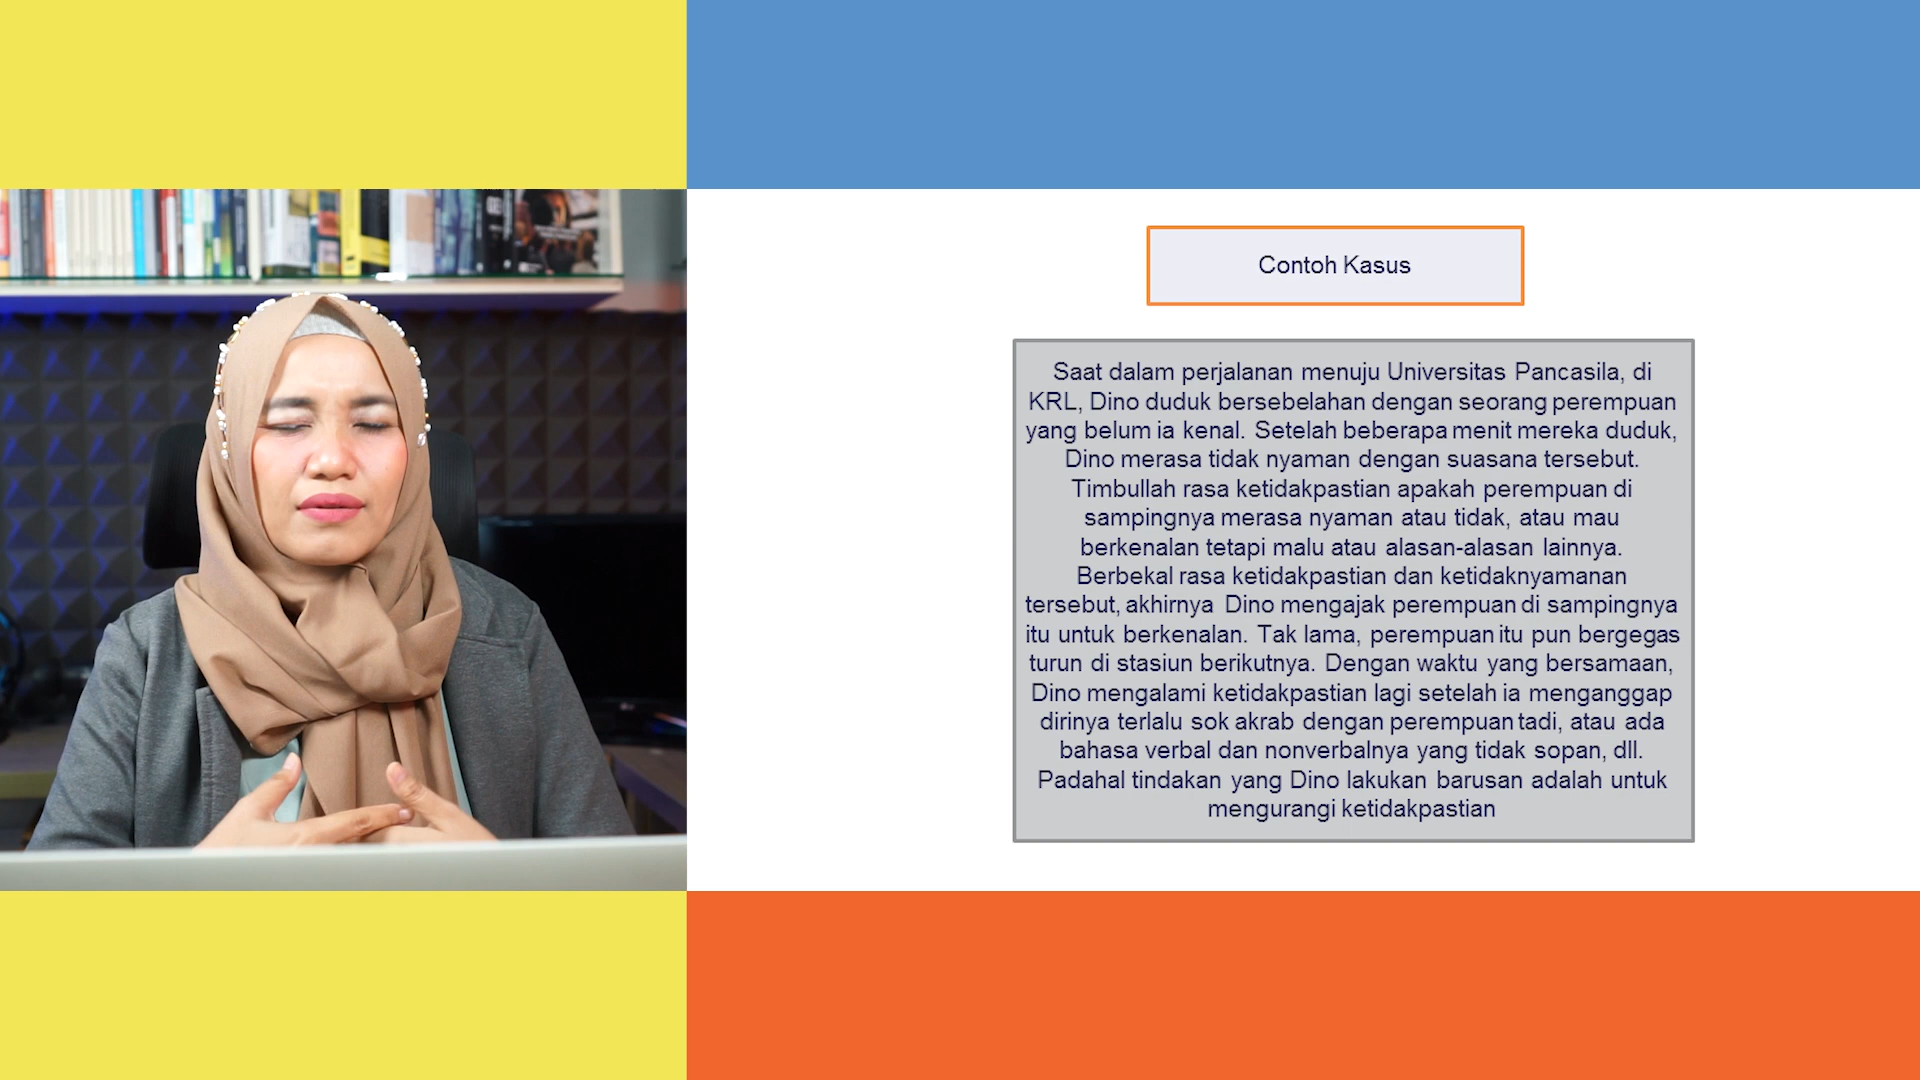 Contoh Kasus
Saat dalam perjalanan menuju Universitas Pancasila, di
KRL, Dino duduk bersebelahan dengan seorang perempuan
yang belum ia kenal. Setelah beberapa menit mereka duduk,
Dino merasa tidak nyaman dengan suasana tersebut.
Timbullah rasa ketidakpastian apakah perempuan di
sampingnya merasa nyaman atau tidak, atau mau
berkenalan tetapi malu atau alasan-alasan lainnya.
Berbekal rasa ketidakpastian dan ketidaknyamanan
tersebut, akhirnya Dino mengajak perempuan di sampingnya
itu untuk berkenalan. Tak lama, perempuan itu pun bergegas
turun di stasiun berikutnya. Dengan waktu yang bersamaan,
Dino mengalami ketidakpastian lagi setelah ia menganggap
dirinya terlalu sok akrab dengan perempuan tadi, atau ada
bahasa verbal dan nonverbalnya yang tidak sopan, dll.
Padahal tindakan yang Dino lakukan barusan adalah untuk
mengurangi ketidakpastian